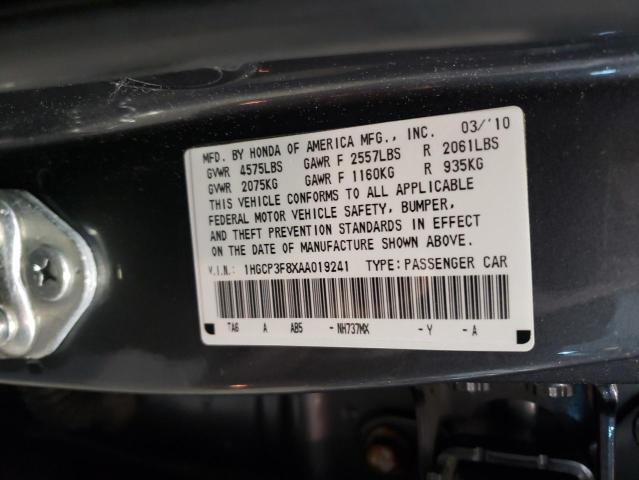 MFD. BY HONDA OF AMERICA MFG., INC. 03/'10
GVWR 4575LBS GAWR F 2557LBS R 2061LBS
GVWR 2075KG GAWR F 1160KG R 935KG
THIS VEHICLE CONFORMS TO ALL APPLICABLE
FEDERAL MOTOR VEHICLE SAFETY, BUMPER,
AND THEFT PREVENTION STANDARDS IN EFFECT
ON THE DATE OF MANUFACTURE SHOWN ABOVE.
V.I.N.: 1HGCP3F8XAA019241 TYPE: PASSENGER CAR
TA6 A AB5 - NH737MX - Y - A